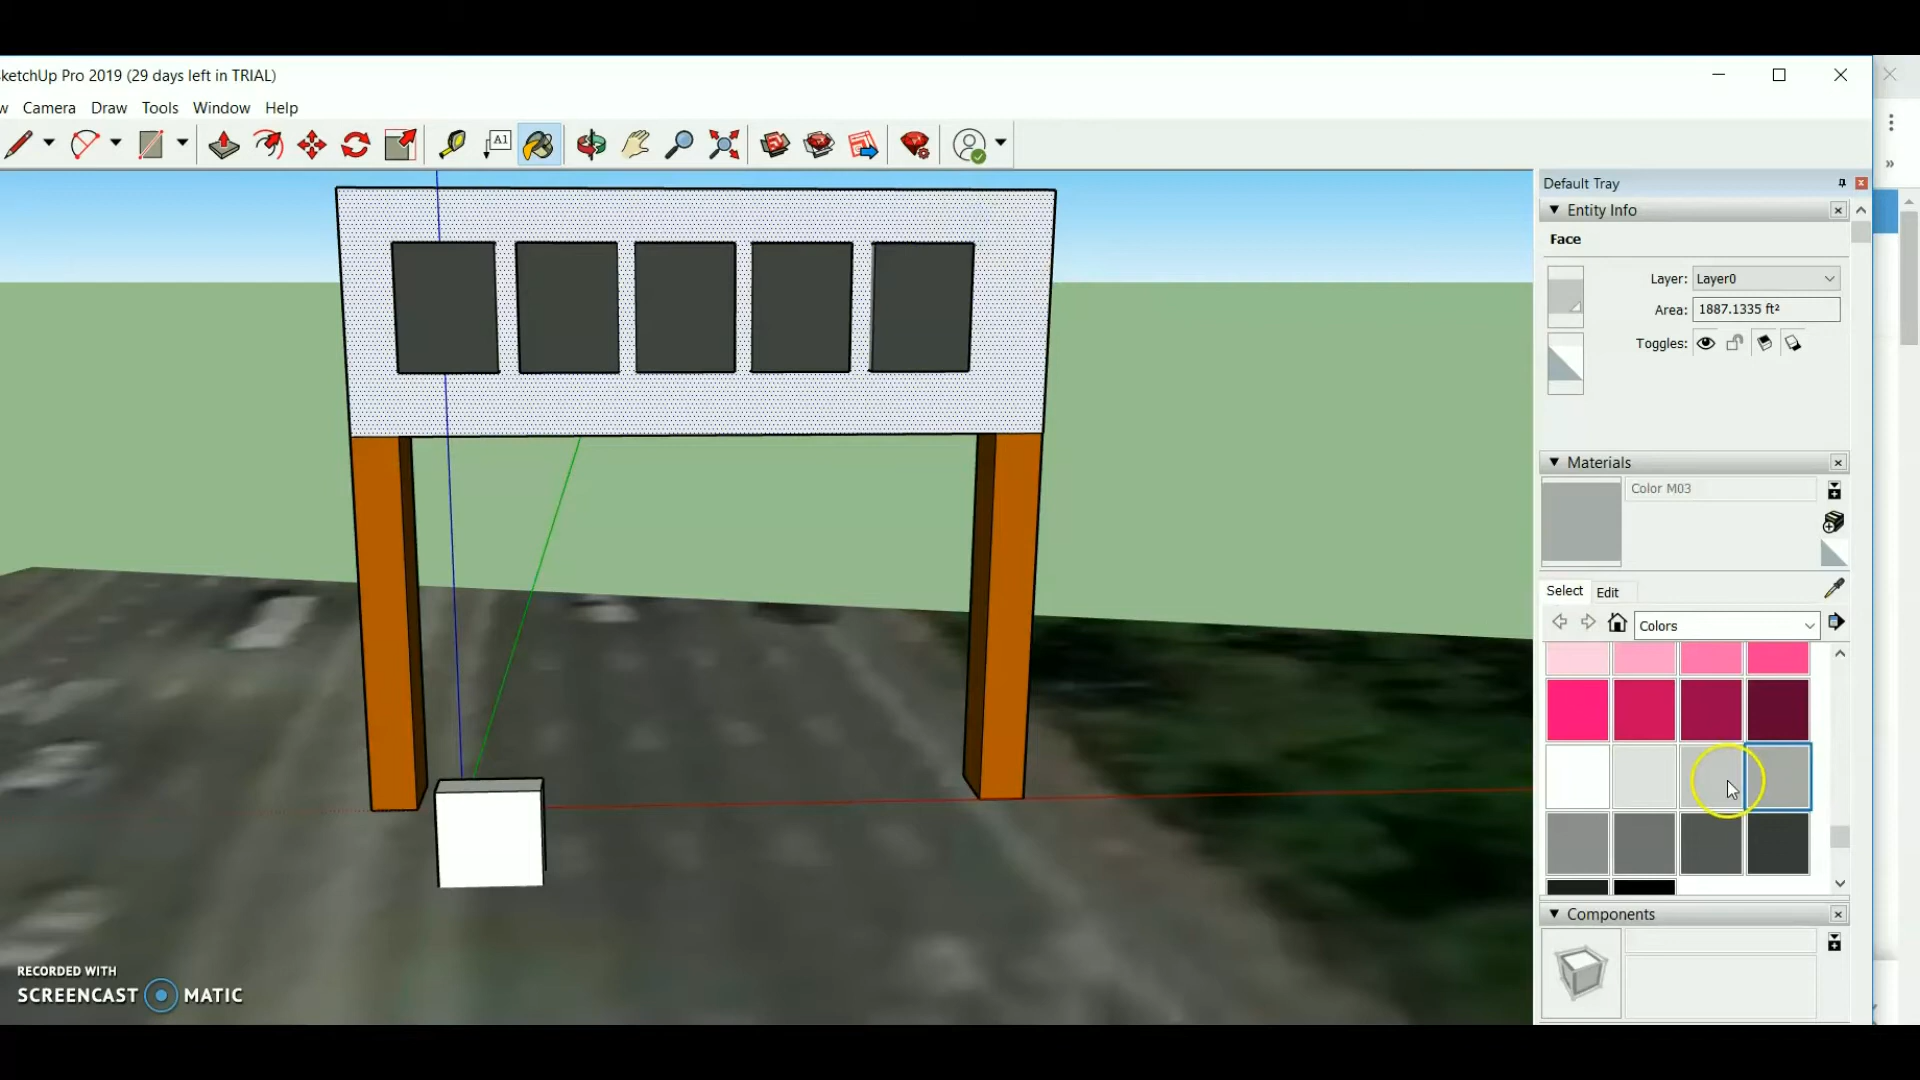 ketchUp Pro 2019 (29 days left in TRIAL)
w Camera Draw Tools Window Help
A1
Default Tray
Entity Info
Face
Layer: Layer0
Area: 1887.1335 ft²
Toggles:
Materials
Color M03
Select Edit
Colors
Components
RECORDED WITH
SCREENCAST MATIC